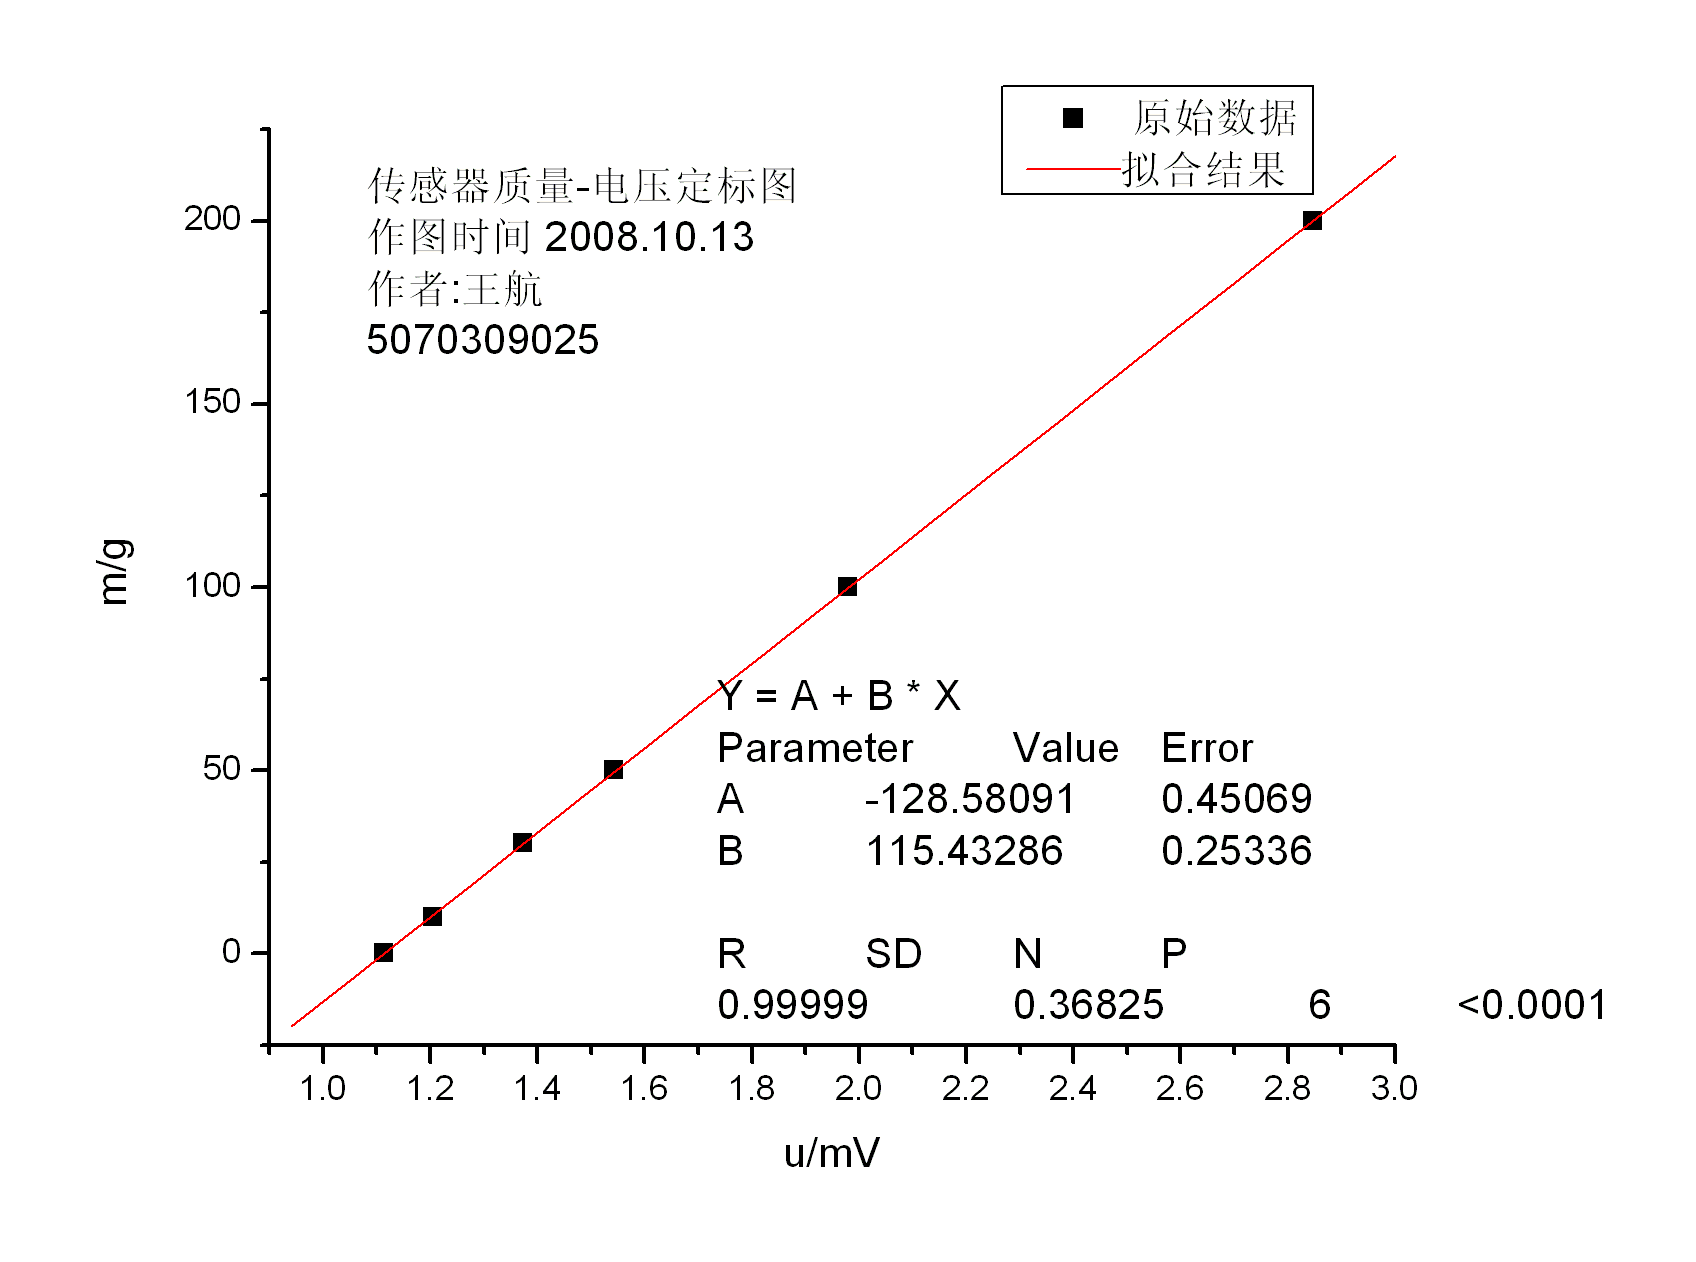 原始数据
拟合结果
传感器质量-电压定标图
作图时间 2008.10.13
作者:王航
5070309025
200
150
100
50
0
m/g
Y = A + B * X
Parameter Value Error
A -128.58091 0.45069
B 115.43286 0.25336
R SD N P
0.99999 0.36825 6 <0.0001
1.0 1.2 1.4 1.6 1.8 2.0 2.2 2.4 2.6 2.8 3.0
u/mV